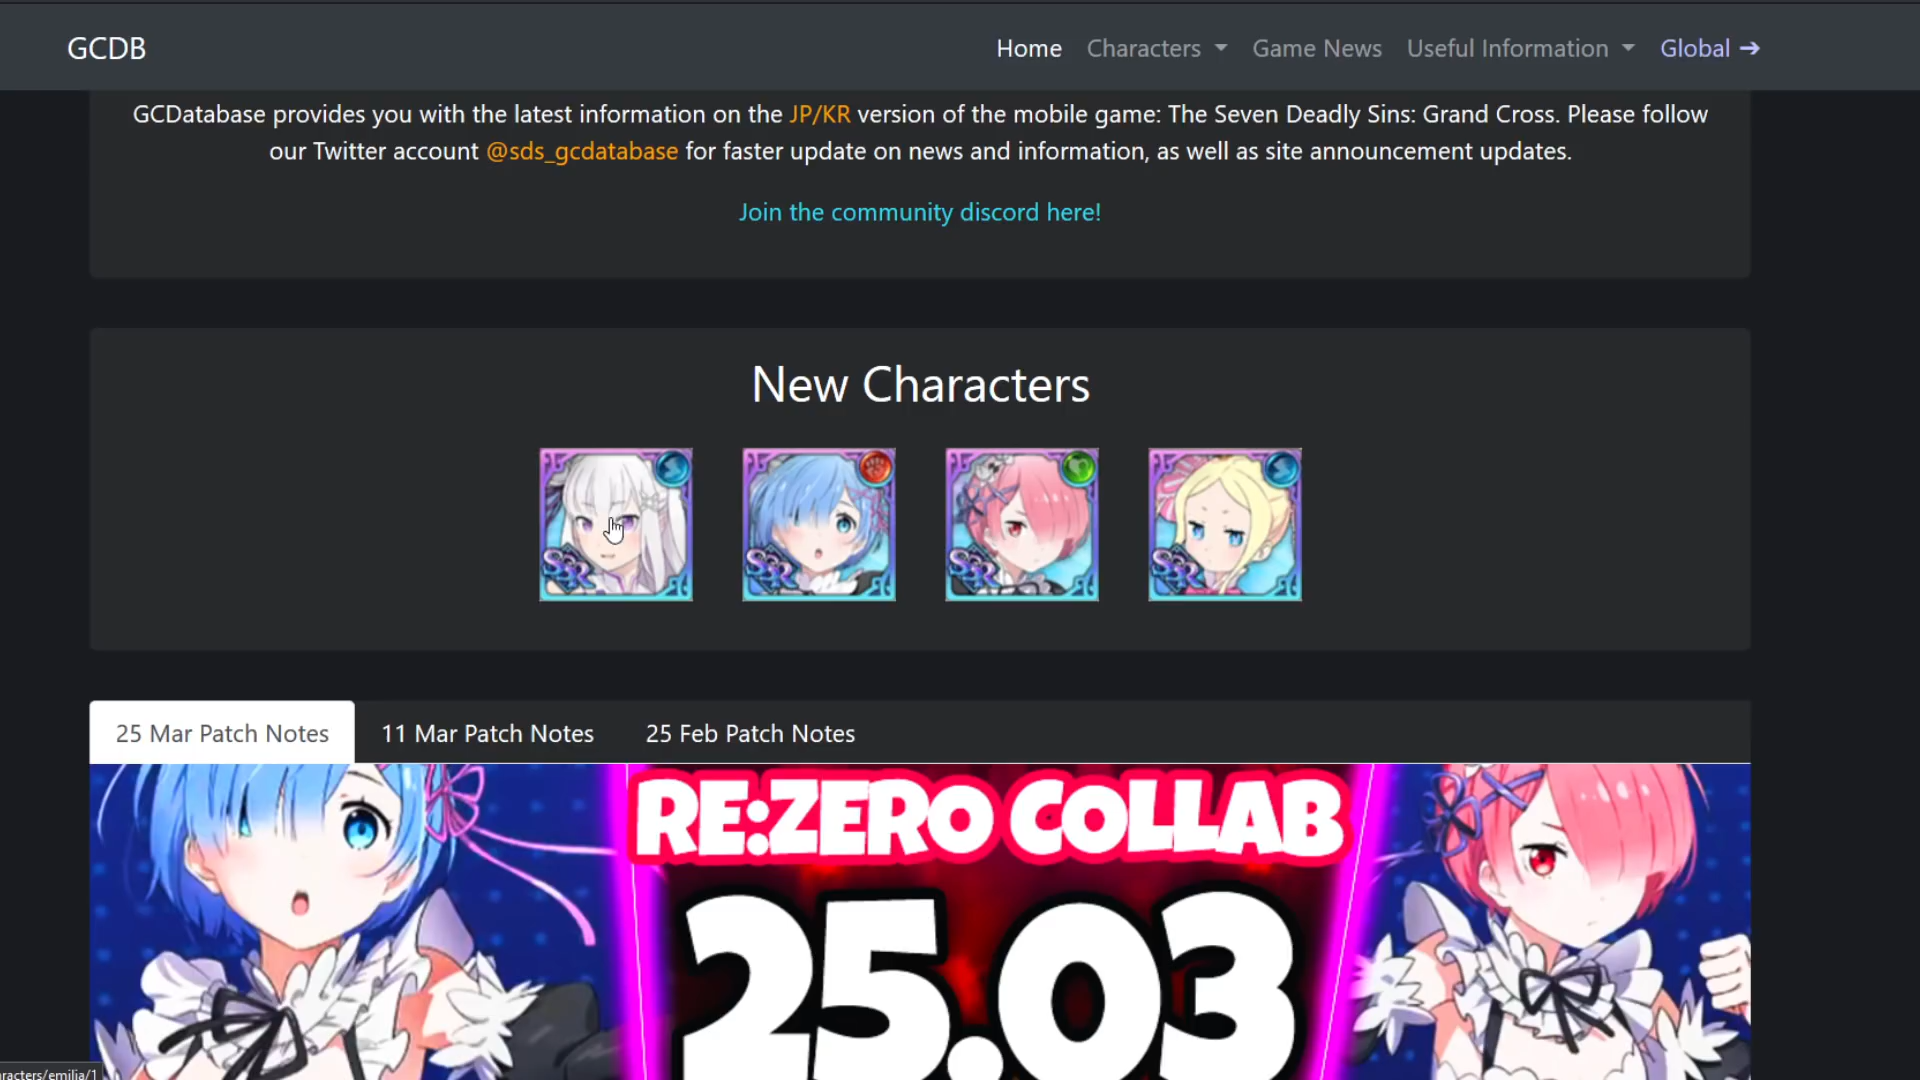 GCDB
Home
Characters
Game News
Useful Information
Global ➔
GCDatabase provides you with the latest information on the JP/KR version of the mobile game: The Seven Deadly Sins: Grand Cross. Please follow
our Twitter account @sds_gcdatabase for faster update on news and information, as well as site announcement updates.
Join the community discord here!
New Characters
SSR
SSR
SSR
SSR
25 Mar Patch Notes
11 Mar Patch Notes
25 Feb Patch Notes
RE:ZERO COLLAB
25.03
racters/emilia/1